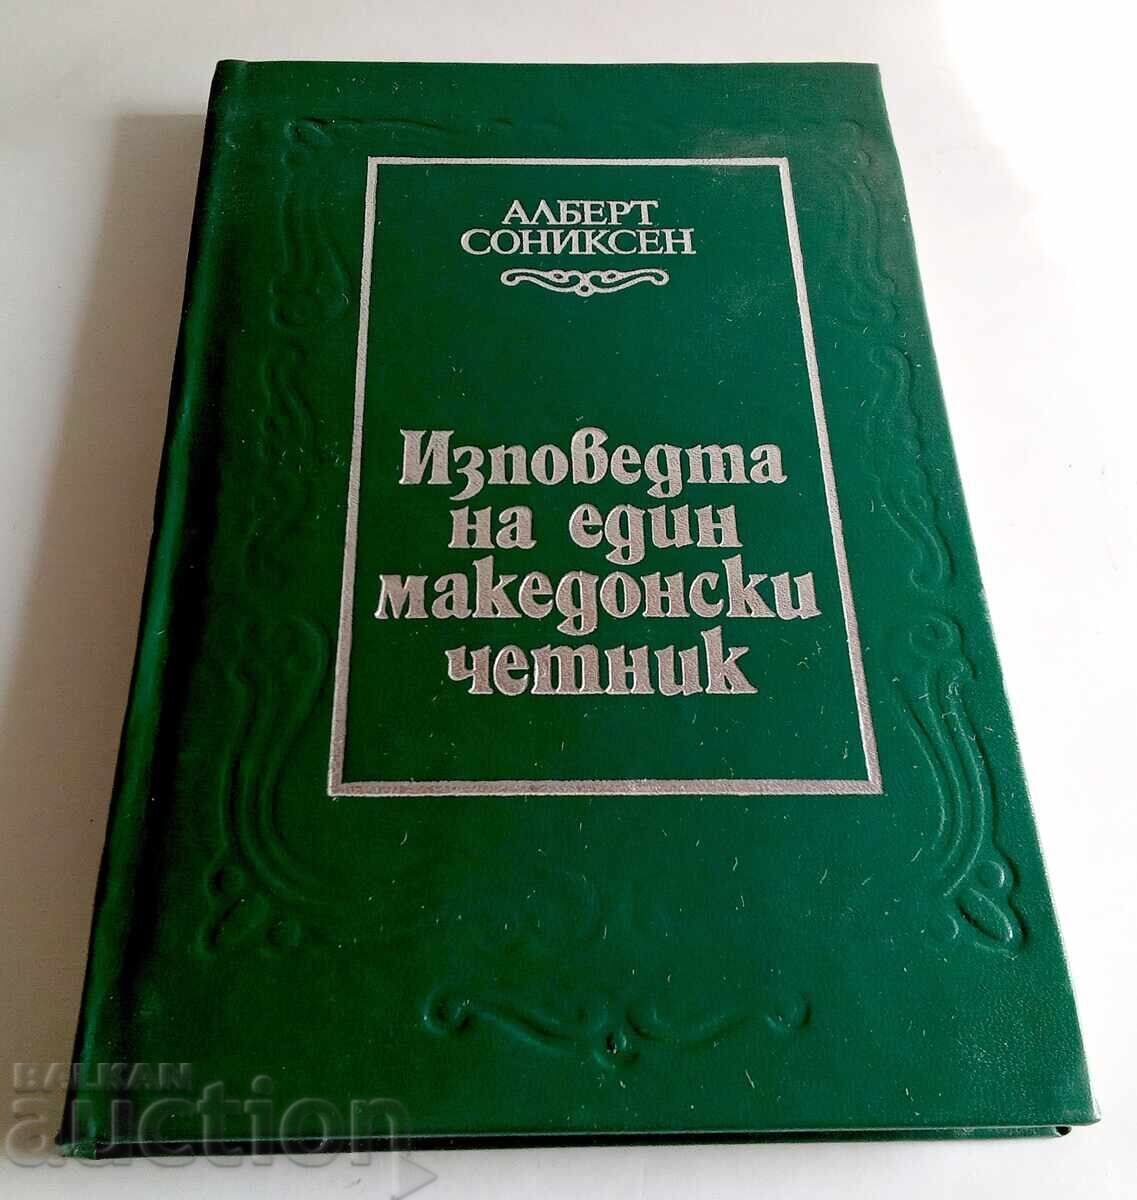 АЛБЕРТ
СОНИКСЕН
Изповедта
на един
македонски
четник
BALKAN
auction